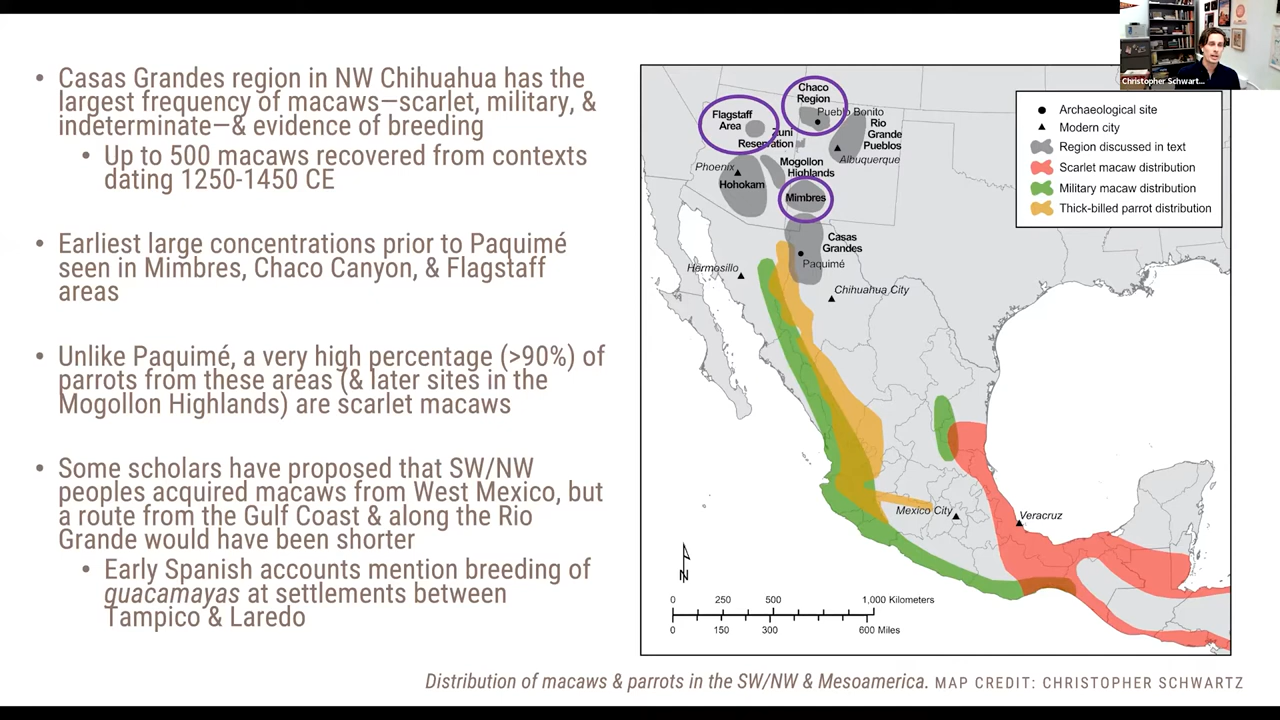 • Casas Grandes region in NW Chihuahua has the
largest frequency of macaws—scarlet, military, &
indeterminate—& evidence of breeding
• Up to 500 macaws recovered from contexts
dating 1250-1450 CE
• Earliest large concentrations prior to Paquimé
seen in Mimbres, Chaco Canyon, & Flagstaff
areas
• Unlike Paquimé, a very high percentage (>90%) of
parrots from these areas (& later sites in the
Mogollon Highlands) are scarlet macaws
• Some scholars have proposed that SW/NW
peoples acquired macaws from West Mexico, but
a route from the Gulf Coast & along the Rio
Grande would have been shorter
• Early Spanish accounts mention breeding of
guacamayas at settlements between
Tampico & Laredo
Christopher Schwart...
Archaeological site
Modern city
Region discussed in text
Scarlet macaw distribution
Military macaw distribution
Thick-billed parrot distribution
Chaco
Region
Pueblo Bonito
Flagstaff
Area
Zuni
Reservation
Rio
Grande
Pueblos
Albuquerque
Phoenix
Mogollon
Highlands
Hohokam
Mimbres
Casas
Grandes
Paquimé
Hermosillo
Chihuahua City
Mexico City
Veracruz
N
0 250 500 1,000 Kilometers
0 150 300 600 Miles
Distribution of macaws & parrots in the SW/NW & Mesoamerica. MAP CREDIT: CHRISTOPHER SCHWARTZ